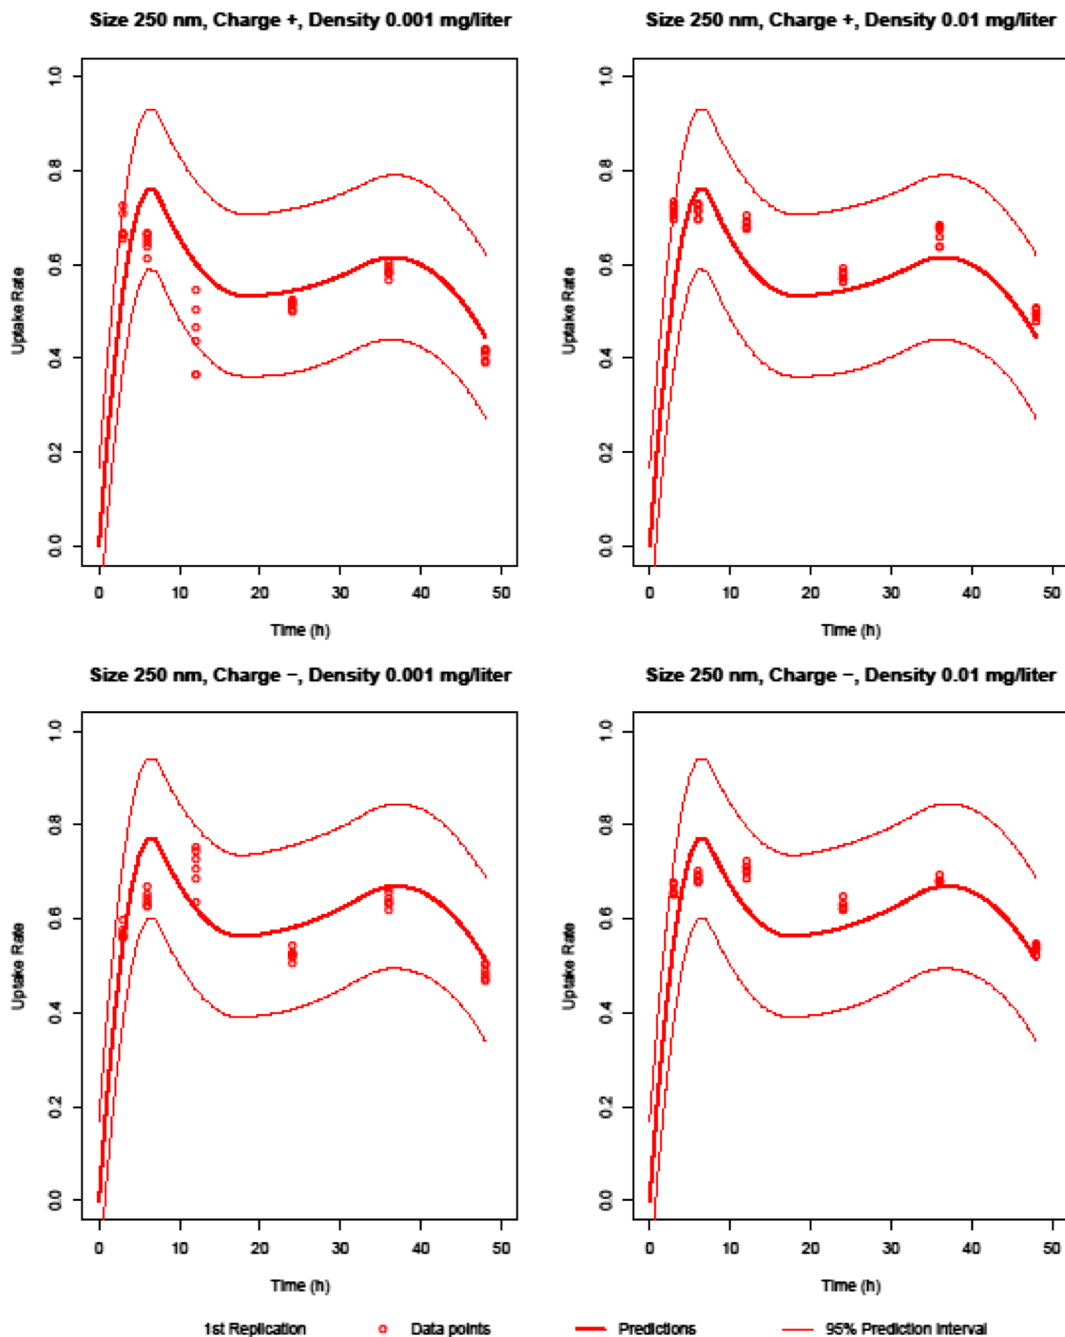 Size 250 nm, Charge +, Density 0.001 mg/liter
Size 250 nm, Charge +, Density 0.01 mg/liter
Uptake Rate
0.0 0.2 0.4 0.6 0.8 1.0
0 10 20 30 40 50
Time (h)
Uptake Rate
0.0 0.2 0.4 0.6 0.8 1.0
0 10 20 30 40 50
Time (h)
Size 250 nm, Charge −, Density 0.001 mg/liter
Size 250 nm, Charge −, Density 0.01 mg/liter
Uptake Rate
0.0 0.2 0.4 0.6 0.8 1.0
0 10 20 30 40 50
Time (h)
Uptake Rate
0.0 0.2 0.4 0.6 0.8 1.0
0 10 20 30 40 50
Time (h)
1st Replication Data points Predictions 95% Prediction Interval